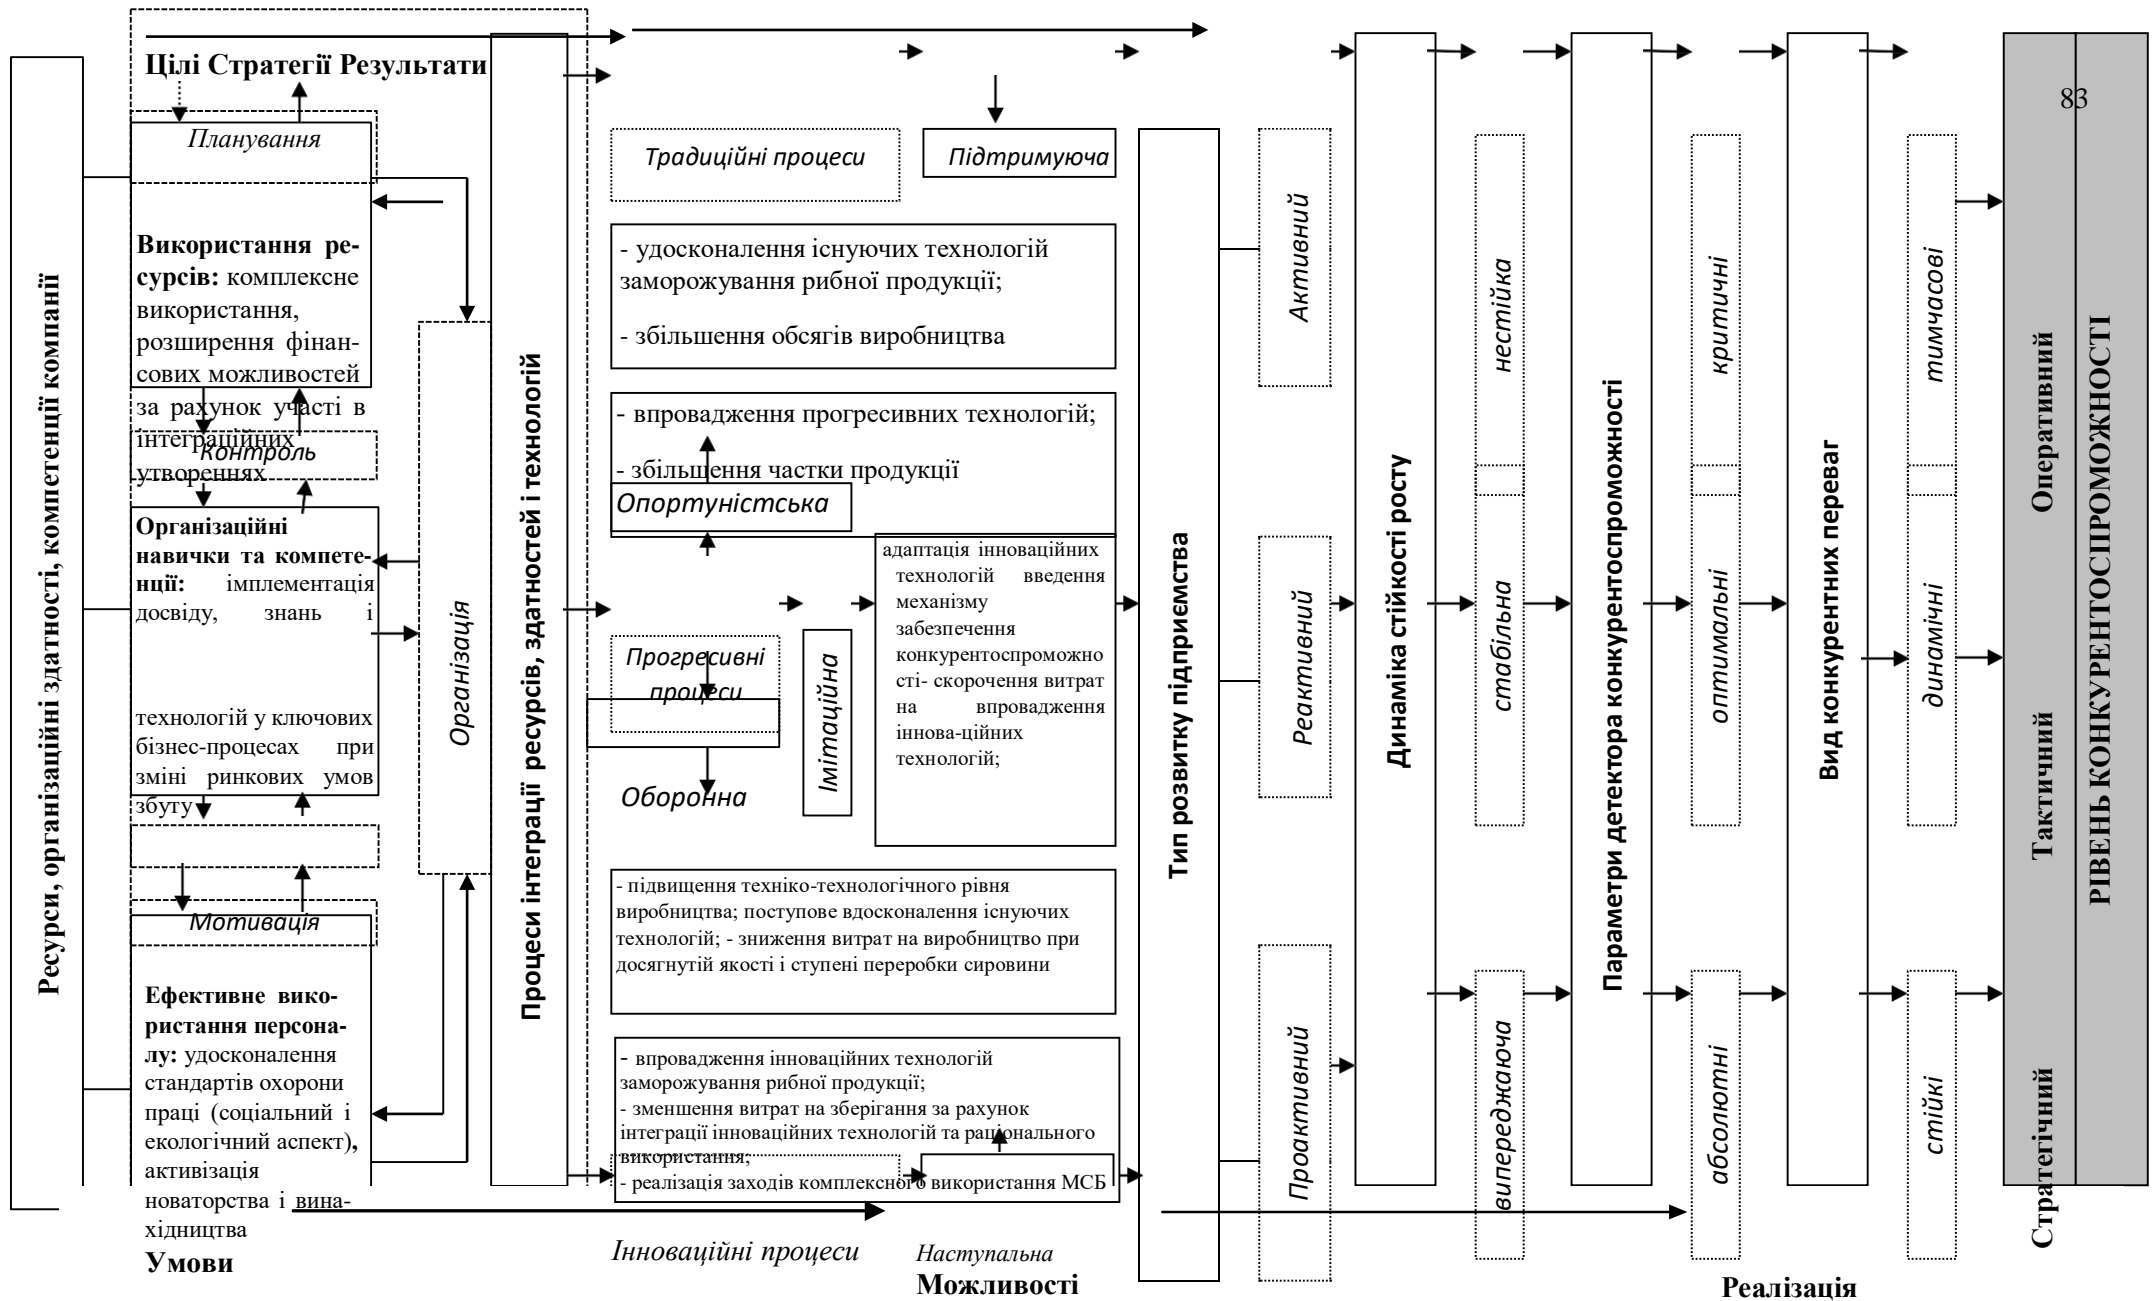 Цілі Стратегії Результати
83
Ресурси, організаційні здатності, компетенції компанії
Планування
Використання ре-
сурсів: комплексне
використання,
розширення фінан-
сових можливостей
за рахунок участі в
інтеграційних
утвореннях
Контроль
Організаційні
навички та компете-
нції: імплементація
досвіду, знань і
технологій у ключових
бізнес-процесах при
зміні ринкових умов
збуту
Мотивація
Ефективне вико-
ристання персона-
лу: удосконалення
стандартів охорони
праці (соціальний і
екологічний аспект),
активізація
новаторства і вина-
хідництва
Умови
Організація
Процеси інтеграції ресурсів, здатностей і технологій
Традиційні процеси
Підтримуюча
- удосконалення існуючих технологій
заморожування рибної продукції;
- збільшення обсягів виробництва
- впровадження прогресивних технологій;
- збільшення частки продукції
Опортуністська
Прогресивні
процеси
Оборонна
Імітаційна
адаптація інноваційних
технологій введення
механізму
забезпечення
конкурентоспроможно
сті- скорочення витрат
на впровадження
іннова-ційних
технологій;
- підвищення техніко-технологічного рівня
виробництва; поступове вдосконалення існуючих
технологій; - зниження витрат на виробництво при
досягнутій якості і ступені переробки сировини
- впровадження інноваційних технологій
заморожування рибної продукції;
- зменшення витрат на зберігання за рахунок
інтеграції інноваційних технологій та раціонального
використання;
- реалізація заходів комплексного використання МСБ
Інноваційні процеси
Наступальна
Можливості
Тип розвитку підприємства
Активний
Реактивний
Проактивний
Динаміка стійкості росту
нестійка
стабільна
випереджаюча
Параметри детектора конкурентоспроможності
критичні
оптимальні
абсолютні
Вид конкурентних переваг
тимчасові
динамічні
стійкі
Оперативний
Тактичний
Стратегічний
РІВЕНЬ КОНКУРЕНТОСПРОМОЖНОСТІ
Реалізація